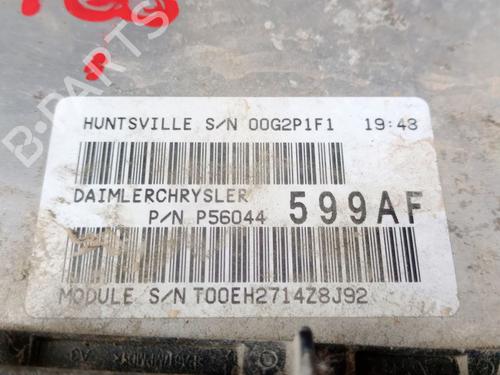 B-PARTS
HUNTSVILLE S/N 00G2P1F1 19:43
DAIMLERCHRYSLER
P/N P56044 599AF
MODULE S/N T00EH2714Z8J92